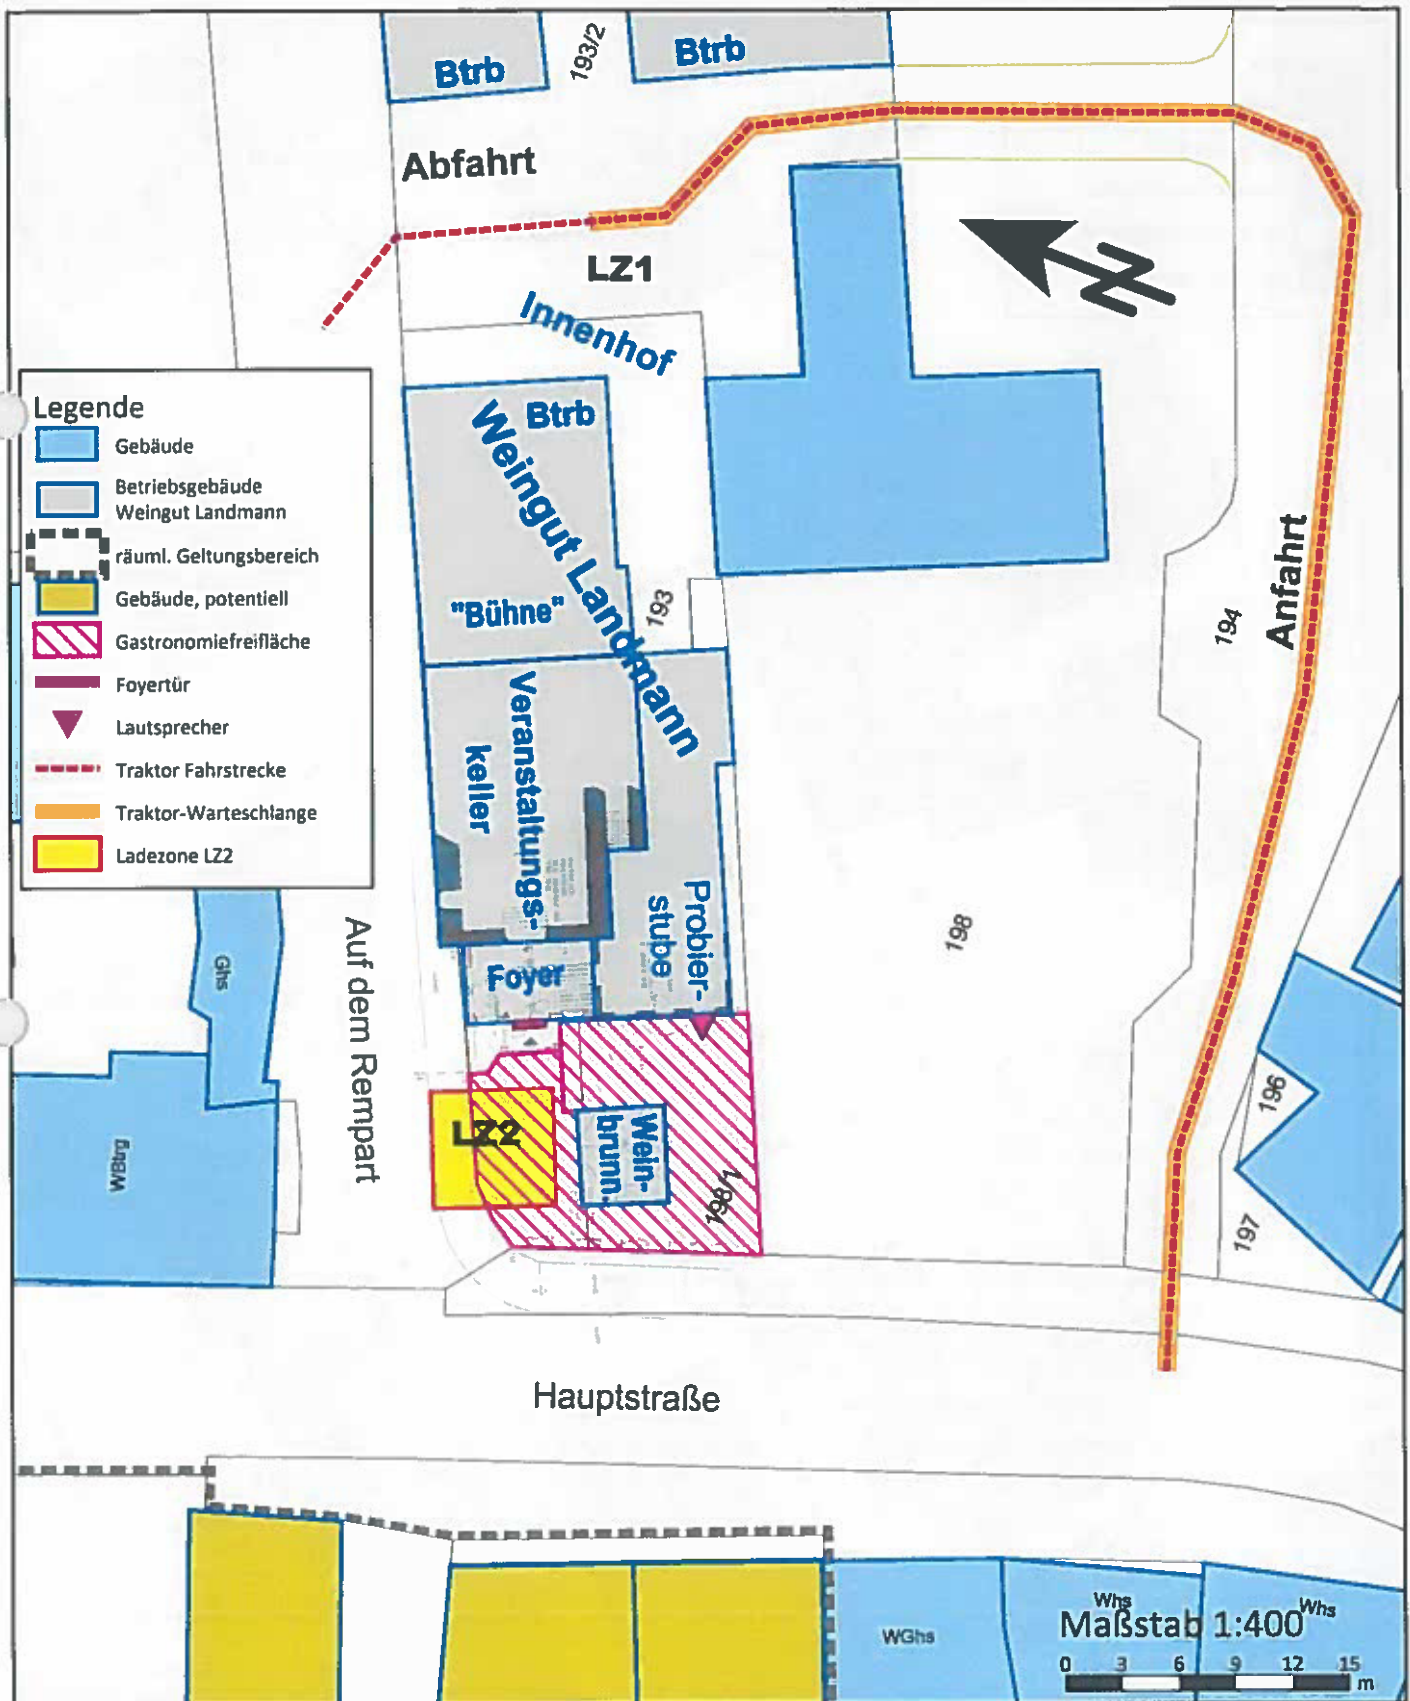 Btrb
193/2
Btrb
Abfahrt
LZ1
Innenhof
Btrb
Weingut Landmann
"Bühne"
193
Anfahrt
194
Legende
Gebäude
Betriebsgebäude
Weingut Landmann
räuml. Geltungsbereich
Gebäude, potentiell
Gastronomiefreifläche
Foyertür
Lautsprecher
Traktor Fahrstrecke
Traktor-Warteschlange
Ladezone LZ2
Veranstaltungs-
keller
Probier-
stube
Foyer
198
Ghs
Auf dem Rempart
WBtrg
LZ2
Wein-
brunn.
198/1
196
197
Hauptstraße
WGhs
Whs
Whs
Maßstab 1:400
0 3 6 9 12 15
m